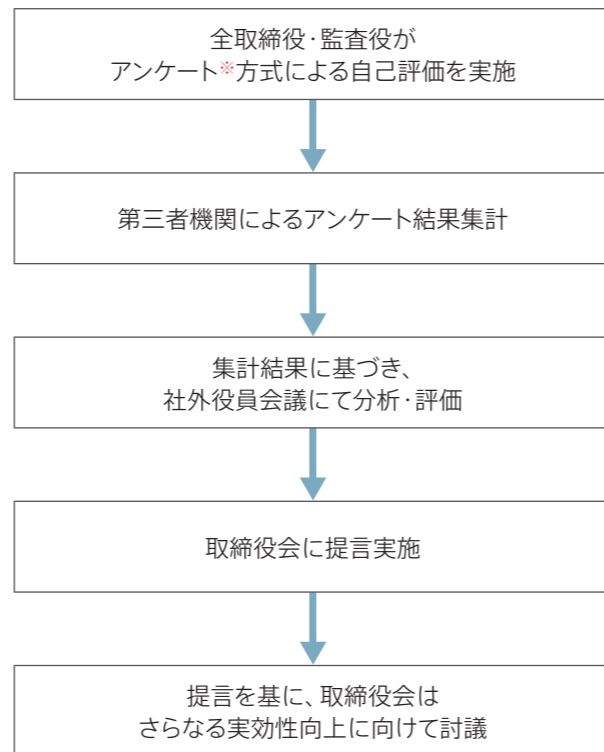 全取締役・監査役が
アンケート※方式による自己評価を実施
第三者機関によるアンケート結果集計
集計結果に基づき、
社外役員会議にて分析・評価
取締役会に提言実施
提言を基に、取締役会は
さらなる実効性向上に向けて討議